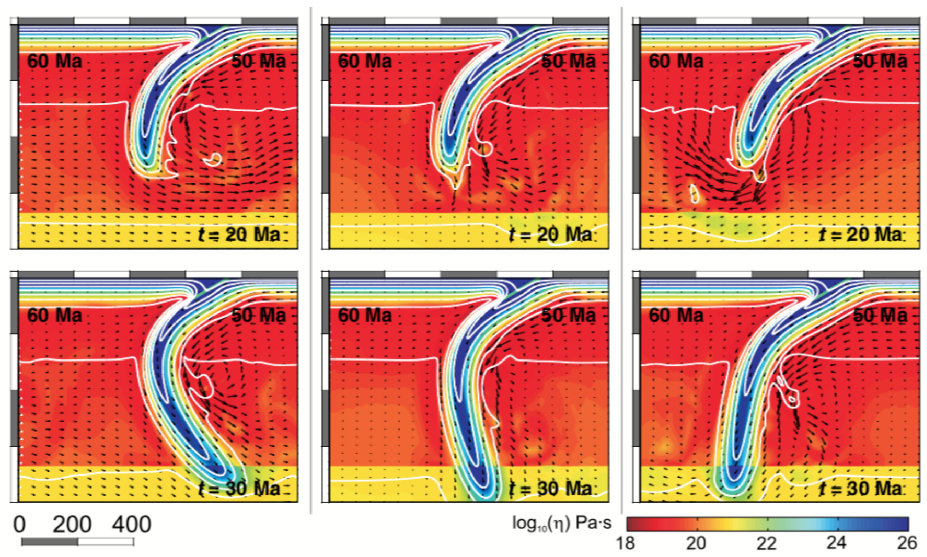 60 Ma 50 Ma 60 Ma 50 Ma 60 Ma 50 Ma
t = 20 Ma t = 20 Ma t = 20 Ma
60 Ma 50 Ma 60 Ma 50 Ma 60 Ma 50 Ma
t = 30 Ma t = 30 Ma t = 30 Ma
0 200 400 log₁₀(η) Pa·s
18 20 22 24 26